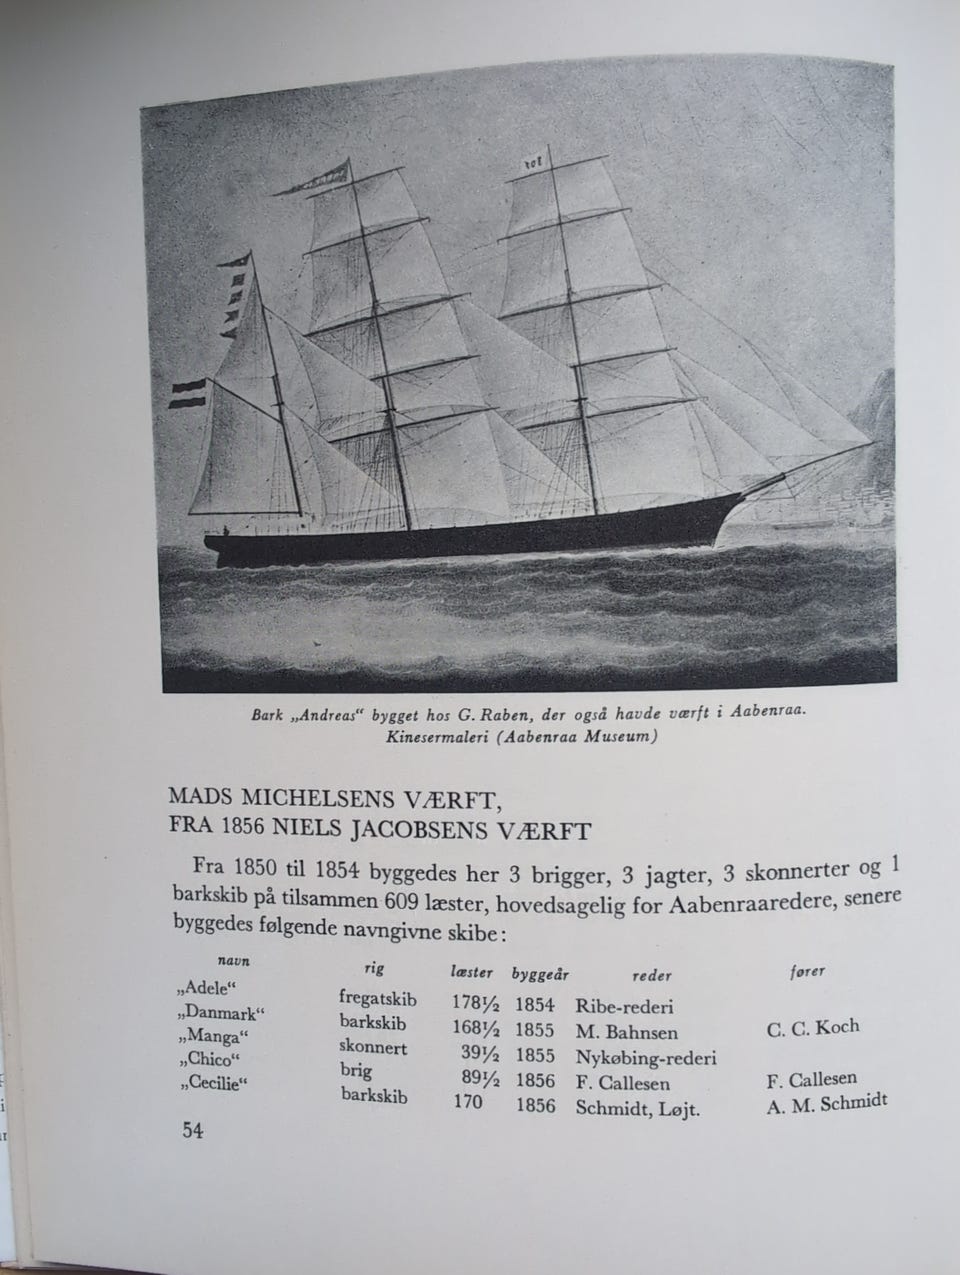 Bark „Andreas“ bygget hos G. Raben, der også havde værft i Aabenraa.
Kinesermaleri (Aabenraa Museum)
MADS MICHELSENS VÆRFT,
FRA 1856 NIELS JACOBSENS VÆRFT
Fra 1850 til 1854 byggedes her 3 brigger, 3 jagter, 3 skonnerter og 1
barkskib på tilsammen 609 læster, hovedsagelig for Aabenraaredere, senere
byggedes følgende navngivne skibe:
navn rig læster byggeår reder fører
„Adele“ fregatskib 178½ 1854 Ribe-rederi
„Danmark“ barkskib 168½ 1855 M. Bahnsen C. C. Koch
„Manga“ skonnert 39½ 1855 Nykøbing-rederi
„Chico“ brig 89½ 1856 F. Callesen F. Callesen
„Cecilie“ barkskib 170 1856 Schmidt, Løjt. A. M. Schmidt
54